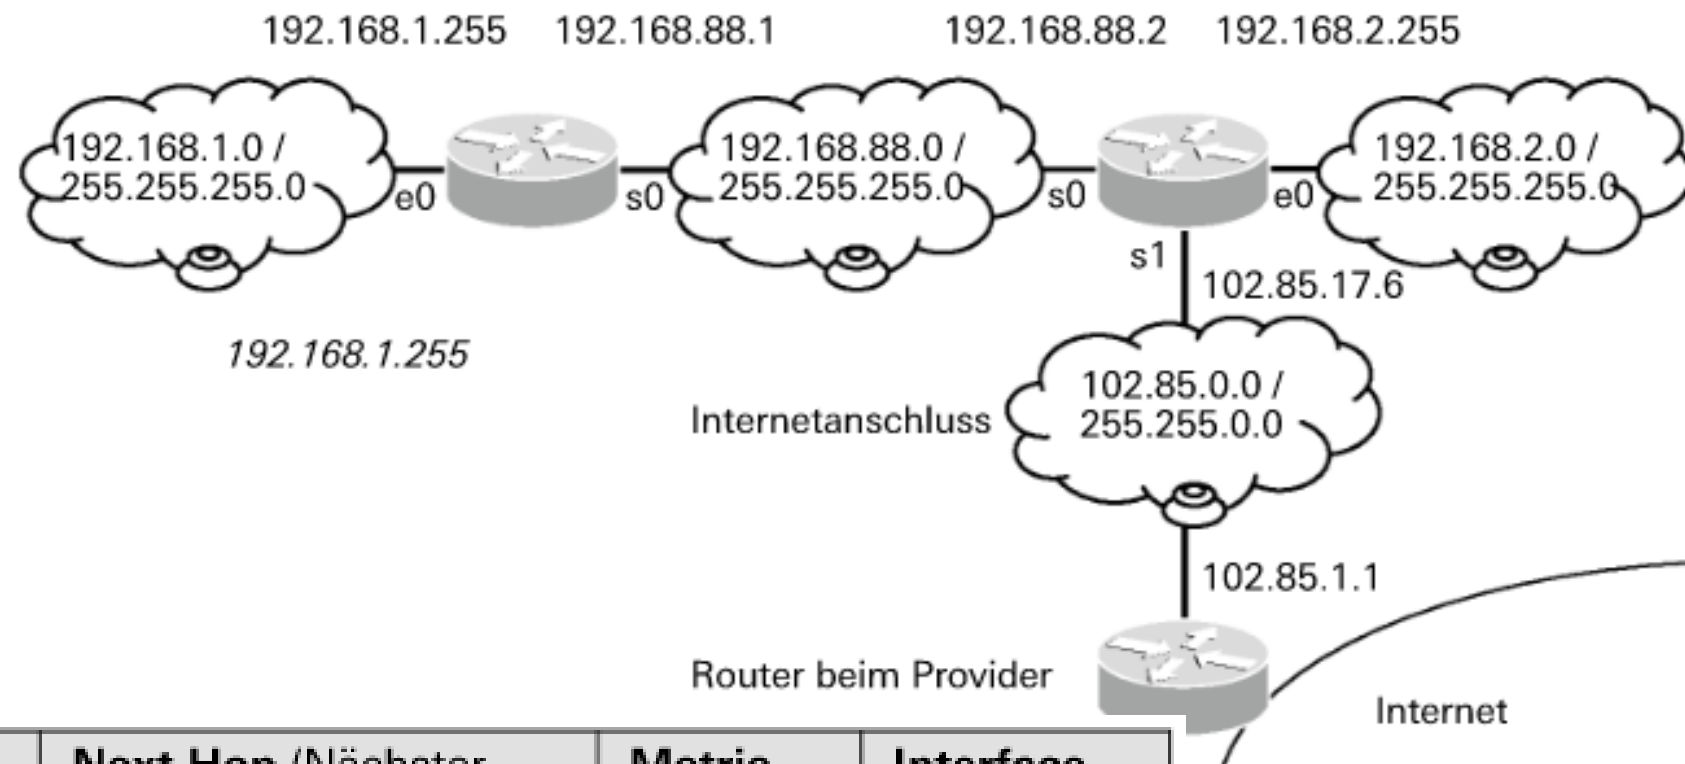 192.168.1.255 192.168.88.1 192.168.88.2 192.168.2.255
192.168.1.0 /
255.255.255.0
e0
s0
192.168.88.0 /
255.255.255.0
s0
e0
192.168.2.0 /
255.255.255.0
s1
102.85.17.6
192.168.1.255
Internetanschluss
102.85.0.0 /
255.255.0.0
102.85.1.1
Router beim Provider
Internet
Next Hop /Nächster Metric Interface